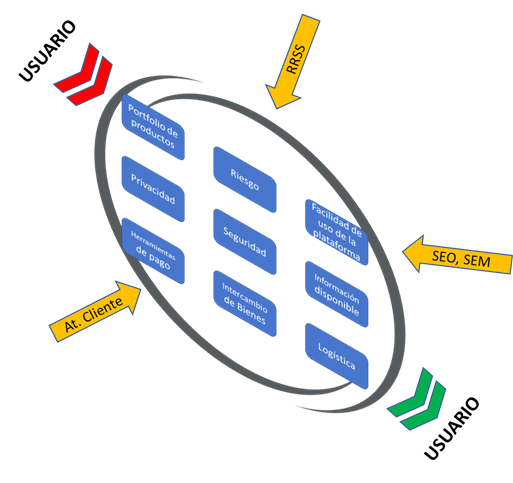 USUARIO
RRSS
Portfolio de
productos
Riesgo
Facilidad de
uso de la
plataforma
Privacidad
Seguridad
Información
disponible
Herramientas
de pago
Intercambio
de Bienes
Logística
SEO, SEM
At. Cliente
USUARIO